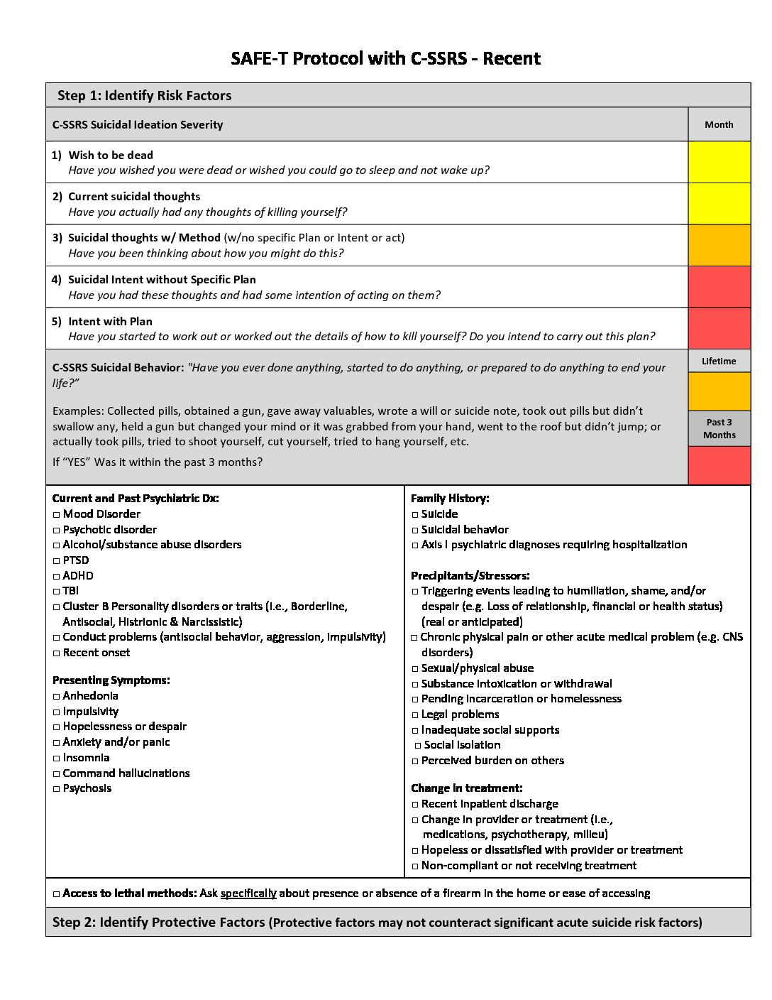 SAFE-T Protocol with C-SSRS - Recent
Step 1: Identify Risk Factors
C-SSRS Suicidal Ideation Severity
Month
1) Wish to be dead
Have you wished you were dead or wished you could go to sleep and not wake up?
2) Current suicidal thoughts
Have you actually had any thoughts of killing yourself?
3) Suicidal thoughts w/ Method (w/no specific Plan or Intent or act)
Have you been thinking about how you might do this?
4) Suicidal Intent without Specific Plan
Have you had these thoughts and had some intention of acting on them?
5) Intent with Plan
Have you started to work out or worked out the details of how to kill yourself? Do you intend to carry out this plan?
C-SSRS Suicidal Behavior: "Have you ever done anything, started to do anything, or prepared to do anything to end your
life?”
Lifetime
Examples: Collected pills, obtained a gun, gave away valuables, wrote a will or suicide note, took out pills but didn’t
swallow any, held a gun but changed your mind or it was grabbed from your hand, went to the roof but didn’t jump; or
actually took pills, tried to shoot yourself, cut yourself, tried to hang yourself, etc.
If “YES” Was it within the past 3 months?
Past 3
Months
Current and Past Psychiatric Dx:
□ Mood Disorder
□ Psychotic disorder
□ Alcohol/substance abuse disorders
□ PTSD
□ ADHD
□ TBI
□ Cluster B Personality disorders or traits (i.e., Borderline,
Antisocial, Histrionic & Narcissistic)
□ Conduct problems (antisocial behavior, aggression, impulsivity)
□ Recent onset
Presenting Symptoms:
□ Anhedonia
□ Impulsivity
□ Hopelessness or despair
□ Anxiety and/or panic
□ Insomnia
□ Command hallucinations
□ Psychosis
Family History:
□ Suicide
□ Suicidal behavior
□ Axis I psychiatric diagnoses requiring hospitalization
Precipitants/Stressors:
□ Triggering events leading to humiliation, shame, and/or
despair (e.g. Loss of relationship, financial or health status)
(real or anticipated)
□ Chronic physical pain or other acute medical problem (e.g. CNS
disorders)
□ Sexual/physical abuse
□ Substance intoxication or withdrawal
□ Pending incarceration or homelessness
□ Legal problems
□ Inadequate social supports
□ Social isolation
□ Perceived burden on others
Change in treatment:
□ Recent inpatient discharge
□ Change in provider or treatment (i.e.,
medications, psychotherapy, milieu)
□ Hopeless or dissatisfied with provider or treatment
□ Non-compliant or not receiving treatment
□ Access to lethal methods: Ask specifically about presence or absence of a firearm in the home or ease of accessing
Step 2: Identify Protective Factors (Protective factors may not counteract significant acute suicide risk factors)